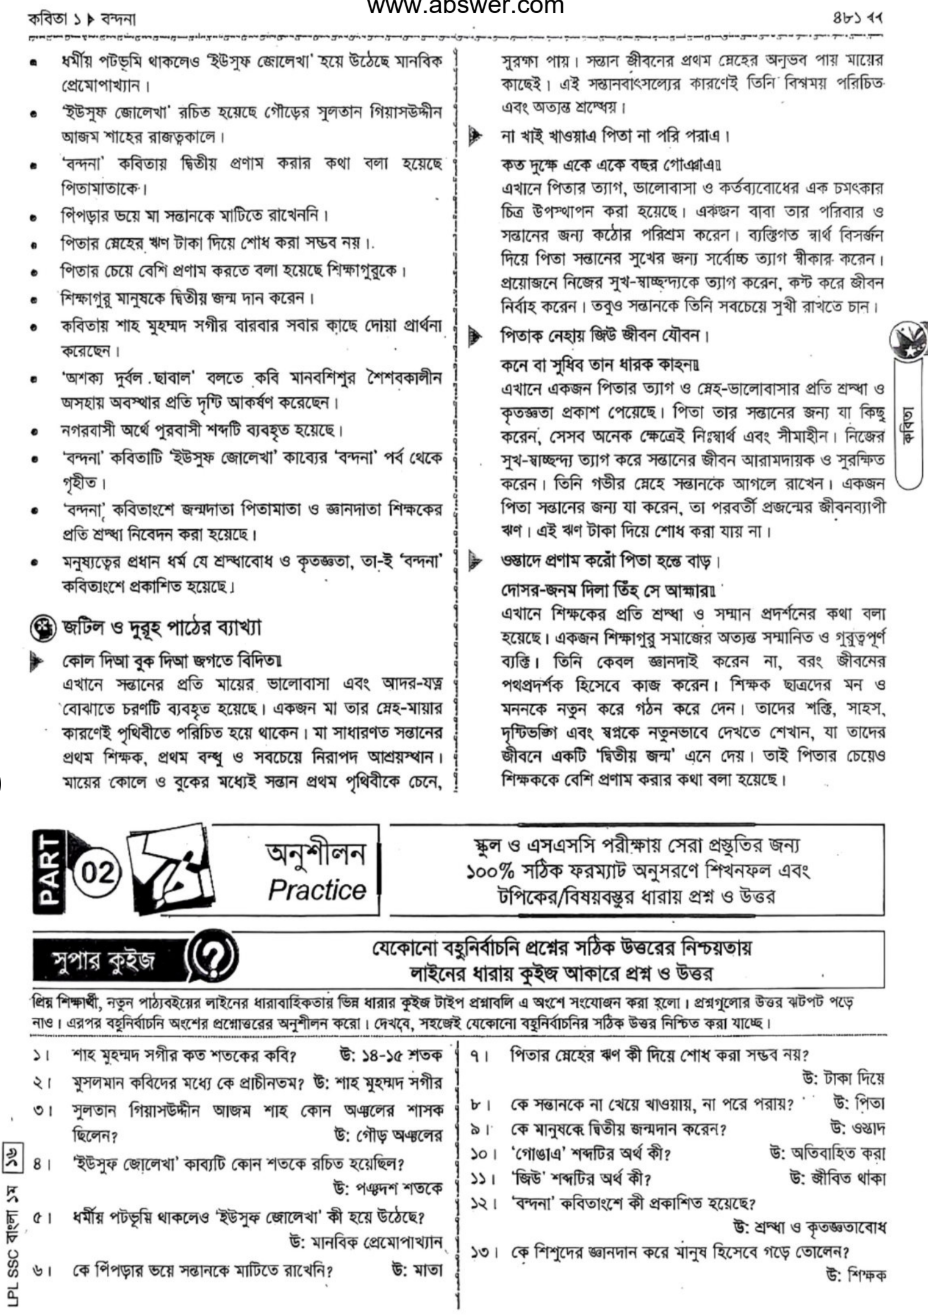 www.abswer.com
কবিতা ১ ▶ বন্দনা
৪৮১ ৭৭
• ধর্মীয় পটভূমি থাকলেও 'ইউসুফ জোলেখা' হয়ে উঠেছে মানবিক
প্রেমোপাখ্যান।
• 'ইউসুফ জোলেখা' রচিত হয়েছে গৌড়ের সুলতান গিয়াসউদ্দীন
আজম শাহের রাজত্বকালে।
• 'বন্দনা' কবিতায় দ্বিতীয় প্রণাম করার কথা বলা হয়েছে
পিতামাতাকে।
• পিঁপড়ার ভয়ে মা সন্তানকে মাটিতে রাখেননি।
• পিতার স্নেহের ঋণ টাকা দিয়ে শোধ করা সম্ভব নয়।
• পিতার চেয়ে বেশি প্রণাম করতে বলা হয়েছে শিক্ষাগুরুকে।
• শিক্ষাগুরু মানুষকে দ্বিতীয় জন্ম দান করেন।
• কবিতায় শাহ মুহম্মদ সগীর বারবার সবার কাছে দোয়া প্রার্থনা
করেছেন।
• 'অশক্য দুর্বল ছাবাল' বলতে কবি মানবশিশুর শৈশবকালীন
অসহায় অবস্থার প্রতি দৃষ্টি আকর্ষণ করেছেন।
• নগরবাসী অর্থে পুরবাসী শব্দটি ব্যবহৃত হয়েছে।
• 'বন্দনা' কবিতাটি 'ইউসুফ জোলেখা' কাব্যের 'বন্দনা' পর্ব থেকে
গৃহীত।
• 'বন্দনা' কবিতাংশে জন্মদাতা পিতামাতা ও জ্ঞানদাতা শিক্ষকের
প্রতি শ্রদ্ধা নিবেদন করা হয়েছে।
• মনুষ্যত্বের প্রধান ধর্ম যে শ্রদ্ধাবোধ ও কৃতজ্ঞতা, তা-ই 'বন্দনা'
কবিতাংশে প্রকাশিত হয়েছে।
জটিল ও দুরূহ পাঠের ব্যাখ্যা
▶ কোল দিআ বুক দিআ জগতে বিদিত॥
এখানে সন্তানের প্রতি মায়ের ভালোবাসা এবং আদর-যত্ন
বোঝাতে চরণটি ব্যবহৃত হয়েছে। একজন মা তার স্নেহ-মায়ার
কারণেই পৃথিবীতে পরিচিত হয়ে থাকেন। মা সাধারণত সন্তানের
প্রথম শিক্ষক, প্রথম বন্ধু ও সবচেয়ে নিরাপদ আশ্রয়স্থান।
মায়ের কোলে ও বুকের মধ্যেই সন্তান প্রথম পৃথিবীকে চেনে,
সুরক্ষা পায়। সন্তান জীবনের প্রথম স্নেহের অনুভব পায় মায়ের
কাছেই। এই সন্তানবাৎসল্যের কারণেই তিনি বিশ্বময় পরিচিত
এবং অত্যন্ত শ্রদ্ধেয়।
▶ না খাই খাওয়াএ পিতা না পরি পরাএ।
কত দুক্ষে একে একে বছর গোঞাএ॥
এখানে পিতার ত্যাগ, ভালোবাসা ও কর্তব্যবোধের এক চমৎকার
চিত্র উপস্থাপন করা হয়েছে। একজন বাবা তার পরিবার ও
সন্তানের জন্য কঠোর পরিশ্রম করেন। ব্যক্তিগত স্বার্থ বিসর্জন
দিয়ে পিতা সন্তানের সুখের জন্য সর্বোচ্চ ত্যাগ স্বীকার করেন।
প্রয়োজনে নিজের সুখ-স্বাচ্ছন্দ্যকে ত্যাগ করেন, কষ্ট করে জীবন
নির্বাহ করেন। তবুও সন্তানকে তিনি সবচেয়ে সুখী রাখতে চান।
▶ পিতাক নেহায় জিউ জীবন যৌবন।
কনে বা সুধিব তান ধারক কাহন॥
এখানে একজন পিতার ত্যাগ ও স্নেহ-ভালোবাসার প্রতি শ্রদ্ধা ও
কৃতজ্ঞতা প্রকাশ পেয়েছে। পিতা তার সন্তানের জন্য যা কিছু
করেন, সেসব অনেক ক্ষেত্রেই নিঃস্বার্থ এবং সীমাহীন। নিজের
সুখ-স্বাচ্ছন্দ্য ত্যাগ করে সন্তানের জীবন আরামদায়ক ও সুরক্ষিত
করেন। তিনি গভীর স্নেহে সন্তানকে আগলে রাখেন। একজন
পিতা সন্তানের জন্য যা করেন, তা পরবর্তী প্রজন্মের জীবনব্যাপী
ঋণ। এই ঋণ টাকা দিয়ে শোধ করা যায় না।
▶ ওস্তাদে প্রণাম করোঁ পিতা হন্তে বাড়।
দোসর-জনম দিলা তিঁহ সে আহ্মার॥
এখানে শিক্ষকের প্রতি শ্রদ্ধা ও সম্মান প্রদর্শনের কথা বলা
হয়েছে। একজন শিক্ষাগুরু সমাজের অত্যন্ত সম্মানিত ও গুরুত্বপূর্ণ
ব্যক্তি। তিনি কেবল জ্ঞানদাই করেন না, বরং জীবনের
পথপ্রদর্শক হিসেবে কাজ করেন। শিক্ষক ছাত্রদের মন ও
মননকে নতুন করে গঠন করে দেন। তাদের শক্তি, সাহস,
দৃষ্টিভঙ্গি এবং স্বপ্নকে নতুনভাবে দেখতে শেখান, যা তাদের
জীবনে একটি 'দ্বিতীয় জন্ম' এনে দেয়। তাই পিতার চেয়েও
শিক্ষককে বেশি প্রণাম করার কথা বলা হয়েছে।
কবিতা
PART
02
অনুশীলন
Practice
স্কুল ও এসএসসি পরীক্ষায় সেরা প্রস্তুতির জন্য
১০০% সঠিক ফরম্যাট অনুসরণে শিখনফল এবং
টপিকের/বিষয়বস্তুর ধারায় প্রশ্ন ও উত্তর
সুপার কুইজ
যেকোনো বহুনির্বাচনি প্রশ্নের সঠিক উত্তরের নিশ্চয়তায়
লাইনের ধারায় কুইজ আকারে প্রশ্ন ও উত্তর
প্রিয় শিক্ষার্থী, নতুন পাঠ্যবইয়ের লাইনের ধারাবাহিকতায় ভিন্ন ধারার কুইজ টাইপ প্রশ্নাবলি এ অংশে সংযোজন করা হলো। প্রশ্নগুলোর উত্তর ঝটপট পড়ে
নাও। এরপর বহুনির্বাচনি অংশের প্রশ্নোত্তরের অনুশীলন করো। দেখবে, সহজেই যেকোনো বহুনির্বাচনির সঠিক উত্তর নিশ্চিত করা যাচ্ছে।
১। শাহ মুহম্মদ সগীর কত শতকের কবি? উ: ১৪-১৫ শতক
২। মুসলমান কবিদের মধ্যে কে প্রাচীনতম? উ: শাহ মুহম্মদ সগীর
৩। সুলতান গিয়াসউদ্দীন আজম শাহ কোন অঞ্চলের শাসক
ছিলেন? উ: গৌড় অঞ্চলের
৪। 'ইউসুফ জোলেখা' কাব্যটি কোন শতকে রচিত হয়েছিল?
উ: পঞ্চদশ শতকে
৫। ধর্মীয় পটভূমি থাকলেও 'ইউসুফ জোলেখা' কী হয়ে উঠেছে?
উ: মানবিক প্রেমোপাখ্যান
৬। কে পিঁপড়ার ভয়ে সন্তানকে মাটিতে রাখেনি? উ: মাতা
৭। পিতার স্নেহের ঋণ কী দিয়ে শোধ করা সম্ভব নয়?
উ: টাকা দিয়ে
৮। কে সন্তানকে না খেয়ে খাওয়ায়, না পরে পরায়? উ: পিতা
৯। কে মানুষকে দ্বিতীয় জন্মদান করেন? উ: ওস্তাদ
১০। 'গোঙাএ' শব্দটির অর্থ কী? উ: অতিবাহিত করা
১১। 'জিউ' শব্দটির অর্থ কী? উ: জীবিত থাকা
১২। 'বন্দনা' কবিতাংশে কী প্রকাশিত হয়েছে?
উ: শ্রদ্ধা ও কৃতজ্ঞতাবোধ
১৩। কে শিশুদের জ্ঞানদান করে মানুষ হিসেবে গড়ে তোলেন?
উ: শিক্ষক
LPL SSC বাংলা ১ম ১৬